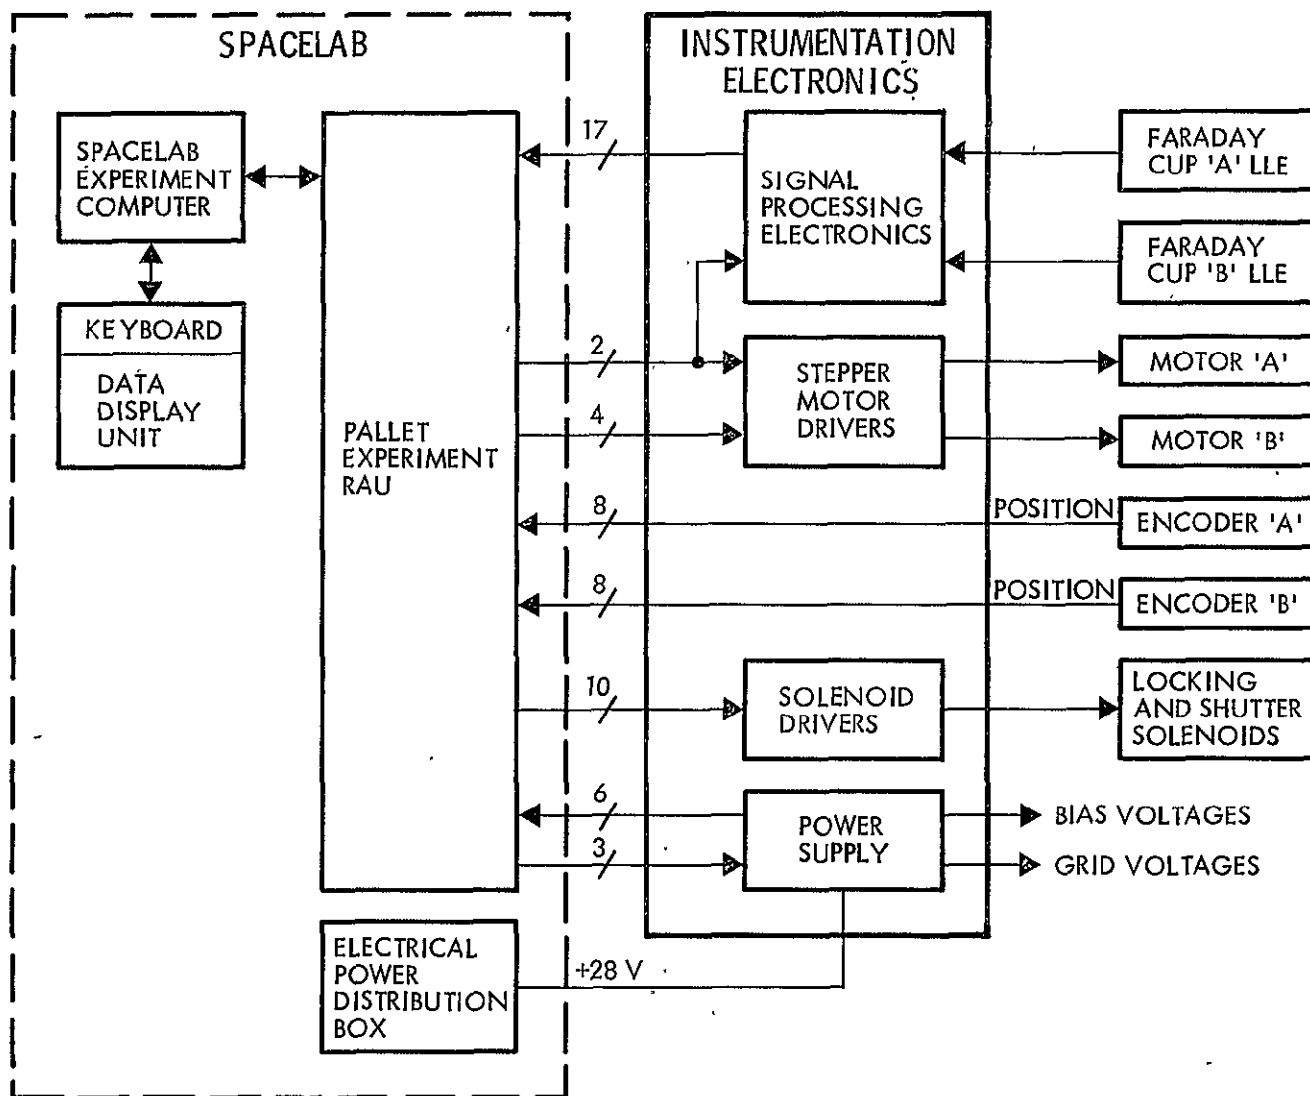 SPACELAB
INSTRUMENTATION
ELECTRONICS
SPACELAB
EXPERIMENT
COMPUTER
KEYBOARD
DATA
DISPLAY
UNIT
PALLET
EXPERIMENT
RAU
ELECTRICAL
POWER
DISTRIBUTION
BOX
17
2
4
8
8
10
6
3
+28 V
SIGNAL
PROCESSING
ELECTRONICS
STEPPER
MOTOR
DRIVERS
SOLENOID
DRIVERS
POWER
SUPPLY
FARADAY
CUP 'A' LLE
FARADAY
CUP 'B' LLE
MOTOR 'A'
MOTOR 'B'
POSITION
ENCODER 'A'
POSITION
ENCODER 'B'
LOCKING
AND SHUTTER
SOLENOIDS
BIAS VOLTAGES
GRID VOLTAGES